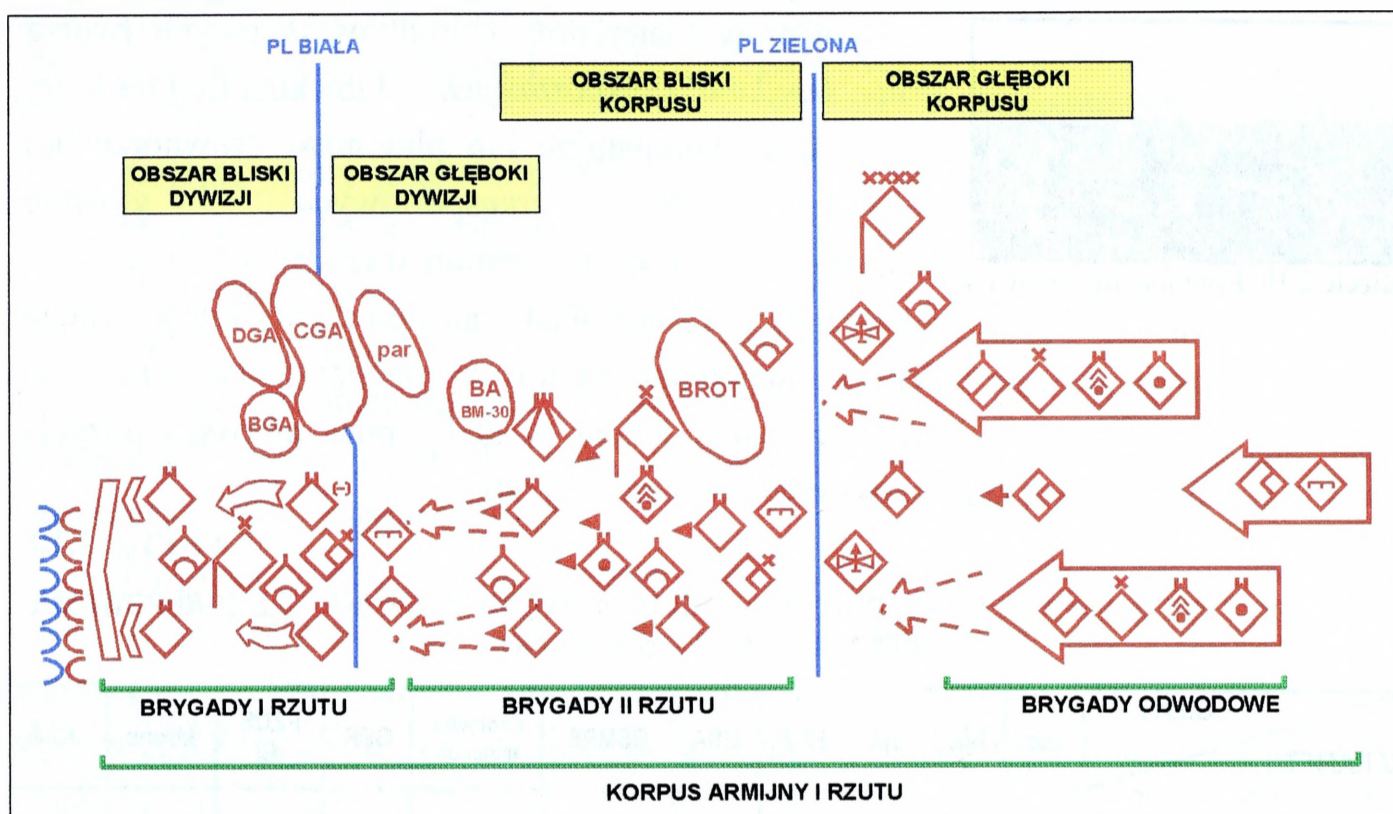 PL BIAŁA
PL ZIELONA
OBSZAR BLISKI
KORPUSU
OBSZAR GŁĘBOKI
KORPUSU
OBSZAR BLISKI
DYWIZJI
OBSZAR GŁĘBOKI
DYWIZJI
XXXX
DGA
CGA
par
BGA
BA
BM-30
BROT
(-)
BRYGADY I RZUTU
BRYGADY II RZUTU
BRYGADY ODWODOWE
KORPUS ARMIJNY I RZUTU